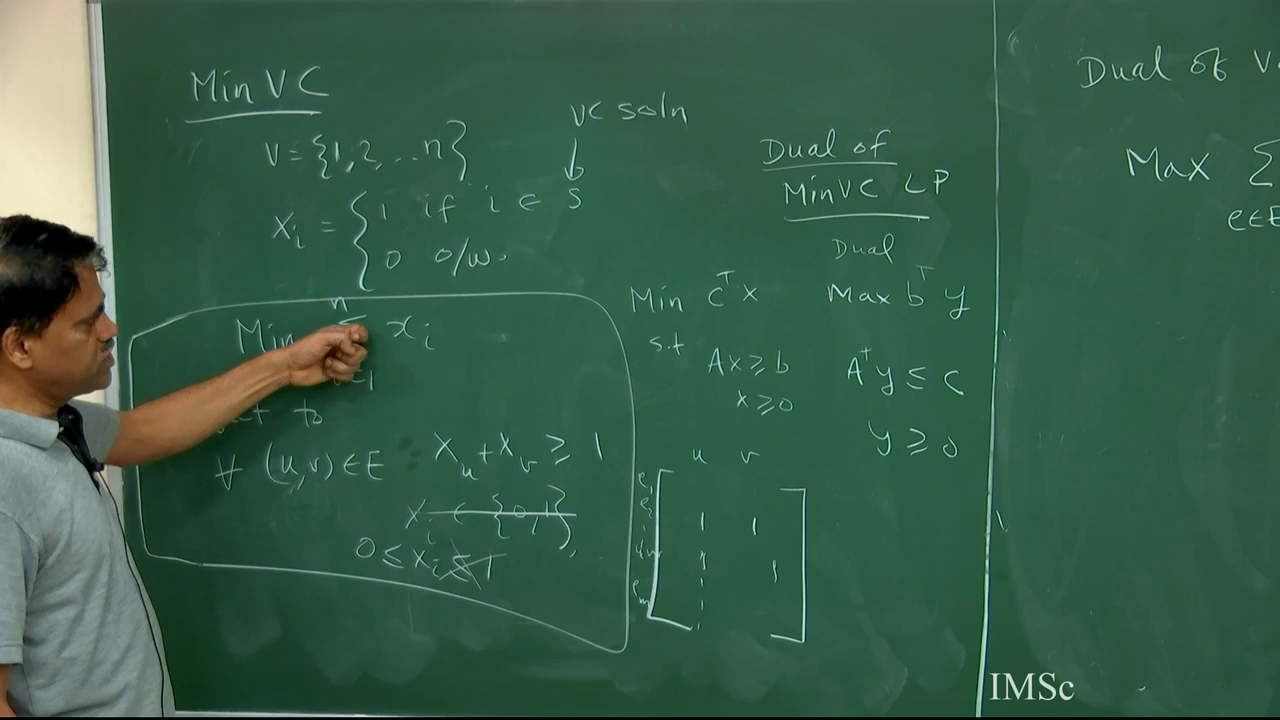 Min VC
V = {1, 2, .. n}
VC soln
↓
x_i = { 1 if i ∈ S
0 o/w.
Min n x_i
to
∀ (u,v) ∈ E x_u + x_v ≥ 1
x_i ∈ {0,1},
0 ≤ x_i ≤ 1
Dual of
Min VC LP
Dual
Min c^T x Max b^T y
s.t
Ax ≥ b A^T y ≤ c
x ≥ 0
y ≥ 0
u v
e_1
1 1
1 1
e_m
Dual of V
Max Σ
e∈E
IMSc